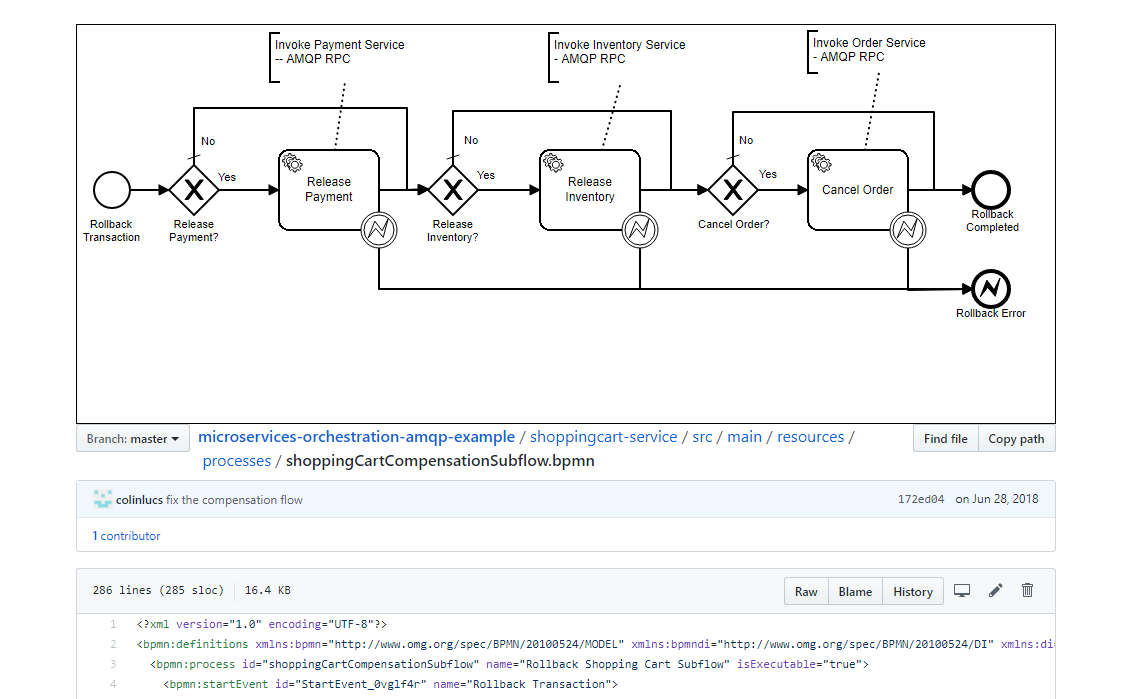 Invoke Payment Service
-- AMQP RPC
Invoke Inventory Service
- AMQP RPC
Invoke Order Service
- AMQP RPC
No
No
No
Yes
Yes
Yes
Release
Payment
Release
Inventory
Cancel Order
Rollback
Transaction
Release
Payment?
Release
Inventory?
Cancel Order?
Rollback
Completed
Rollback Error
Branch: master
microservices-orchestration-amqp-example / shoppingcart-service / src / main / resources /
processes / shoppingCartCompensationSubflow.bpmn
Find file
Copy path
colinlucs fix the compensation flow
172ed04 on Jun 28, 2018
1 contributor
286 lines (285 sloc) 16.4 KB
Raw
Blame
History
1 <?xml version="1.0" encoding="UTF-8"?>
2 <bpmn:definitions xmlns:bpmn="http://www.omg.org/spec/BPMN/20100524/MODEL" xmlns:bpmndi="http://www.omg.org/spec/BPMN/20100524/DI" xmlns:di
3 <bpmn:process id="shoppingCartCompensationSubflow" name="Rollback Shopping Cart Subflow" isExecutable="true">
4 <bpmn:startEvent id="StartEvent_0vglf4r" name="Rollback Transaction">